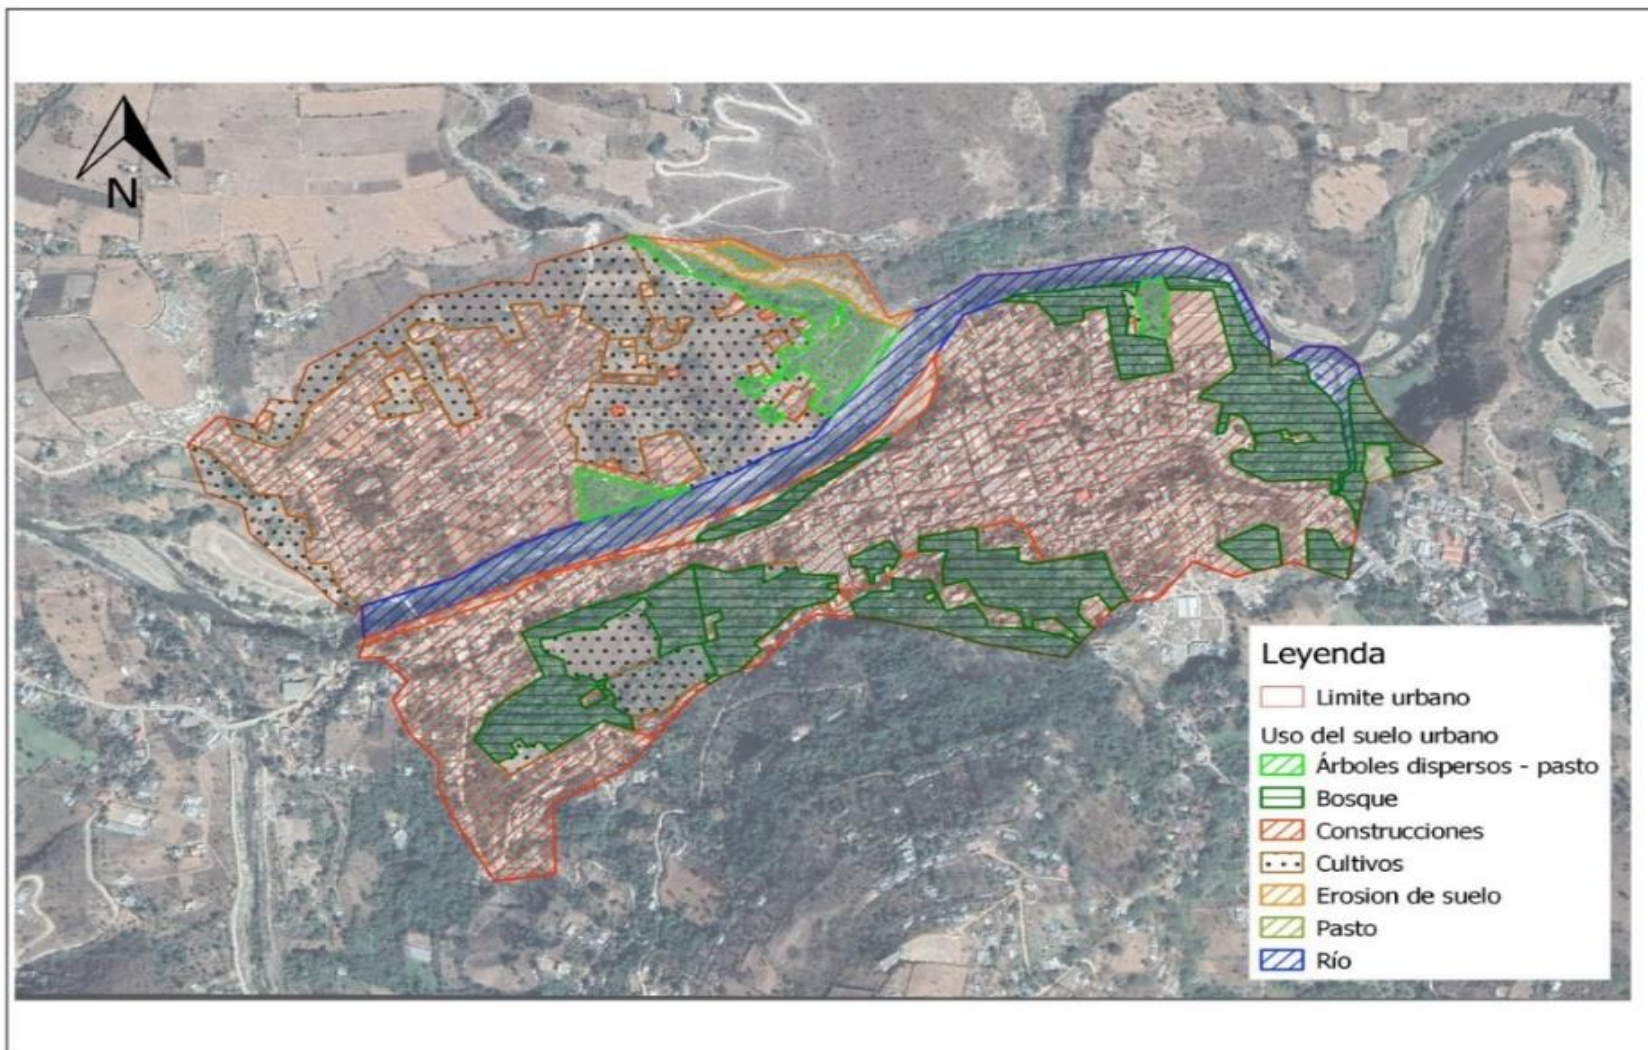 N
Leyenda
Limite urbano
Uso del suelo urbano
Árboles dispersos - pasto
Bosque
Construcciones
Cultivos
Erosion de suelo
Pasto
Río